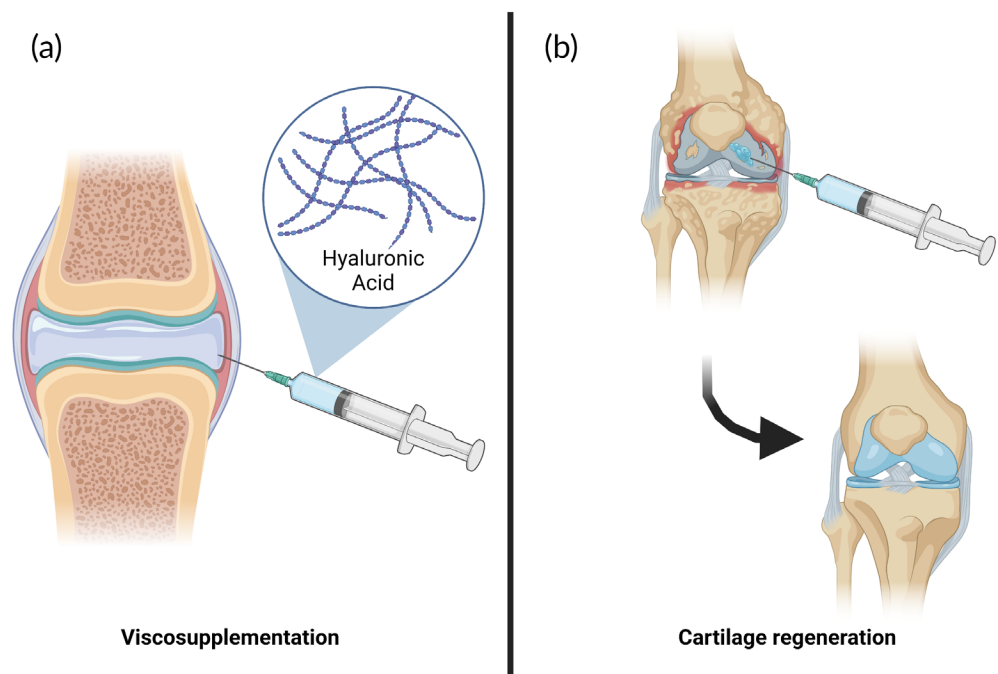 (a)
Hyaluronic
Acid
Viscosupplementation
(b)
Cartilage regeneration